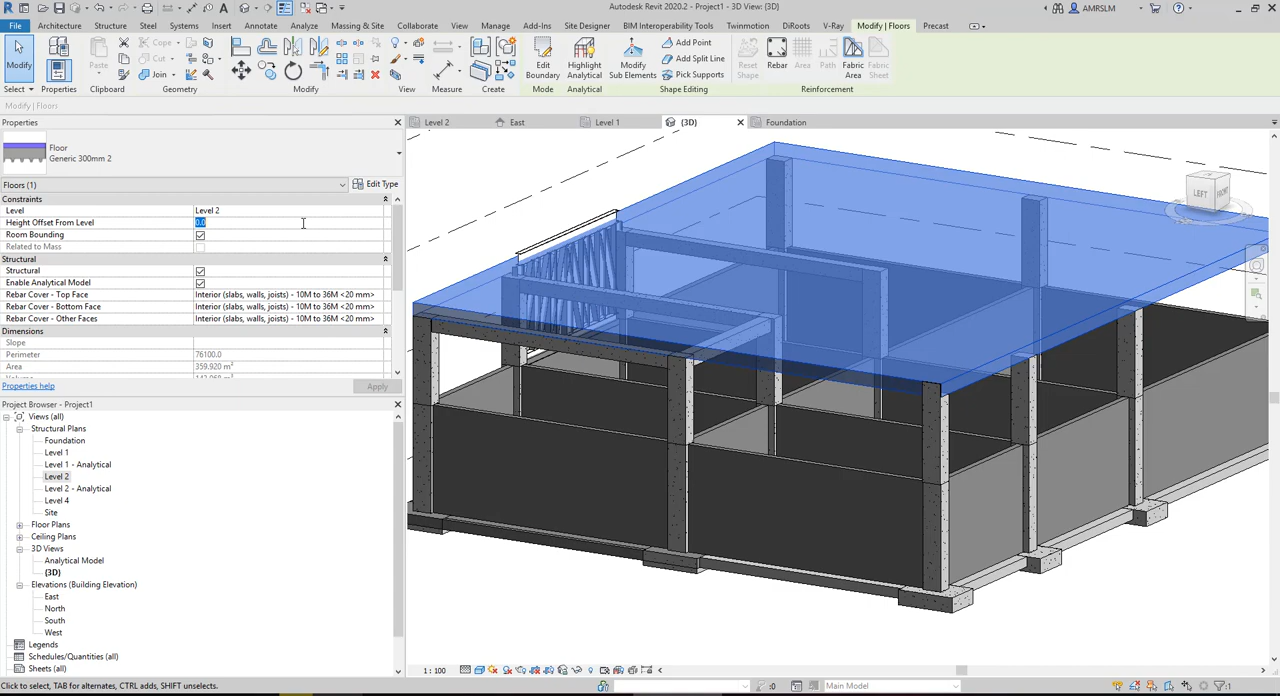 Autodesk Revit 2020.2 - Project1 - 3D View: {3D}
AMRSLM
File Architecture Structure Steel Systems Insert Annotate Analyze Massing & Site Collaborate View Manage Add-Ins Site Designer BIM Interoperability Tools Twinmotion DiRoots V-Ray Modify | Floors Precast
Modify
Properties
Paste
Cope
Cut
Join
Edit Boundary
Highlight Analytical
Modify Sub Elements
Add Point
Add Split Line
Pick Supports
Reset Shape
Rebar
Area
Path
Fabric Area
Fabric Sheet
Select Properties Clipboard Geometry Modify View Measure Create Mode Analytical Shape Editing Reinforcement
Modify | Floors
Properties
Level 2 East Level 1 {3D} Foundation
Floor
Generic 300mm 2
Floors (1) Edit Type
Constraints
Level Level 2
Height Offset From Level 0.0
Room Bounding
Related to Mass
Structural
Structural
Enable Analytical Model
Rebar Cover - Top Face Interior (slabs, walls, joists) - 10M to 36M <20 mm>
Rebar Cover - Bottom Face Interior (slabs, walls, joists) - 10M to 36M <20 mm>
Rebar Cover - Other Faces Interior (slabs, walls, joists) - 10M to 36M <20 mm>
Dimensions
Slope
Perimeter 76100.0
Area 359.920 m²
Properties help Apply
Project Browser - Project1
Views (all)
Structural Plans
Foundation
Level 1
Level 1 - Analytical
Level 2
Level 2 - Analytical
Level 4
Site
Floor Plans
Ceiling Plans
3D Views
Analytical Model
{3D}
Elevations (Building Elevation)
East
North
South
West
Legends
Schedules/Quantities (all)
Sheets (all)
LEFT FRONT
1 : 100
Click to select, TAB for alternates, CTRL adds, SHIFT unselects.
:0 Main Model :1